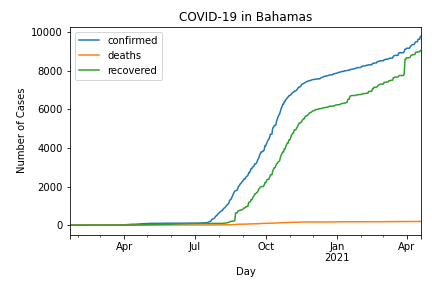 COVID-19 in Bahamas
confirmed
deaths
recovered
Number of Cases
10000
8000
6000
4000
2000
0
Apr
Jul
Oct
Jan
2021
Apr
Day